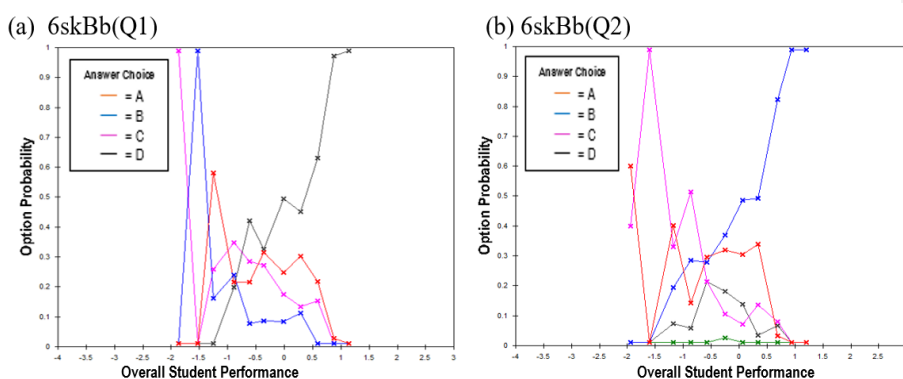 (a) 6skBb(Q1)
Option Probability
1
0.9
0.8
0.7
0.6
0.5
0.4
0.3
0.2
0.1
0
Answer Choice
= A
= B
= C
= D
-4 -3.5 -3 -2.5 -2 -1.5 -1 -0.5 0 0.5 1 1.5 2 2.5 3
Overall Student Performance
(b) 6skBb(Q2)
Option Probability
1
0.9
0.8
0.7
0.6
0.5
0.4
0.3
0.2
0.1
0
Answer Choice
= A
= B
= C
= D
-4 -3.5 -3 -2.5 -2 -1.5 -1 -0.5 0 0.5 1 1.5 2 2.5
Overall Student Performance